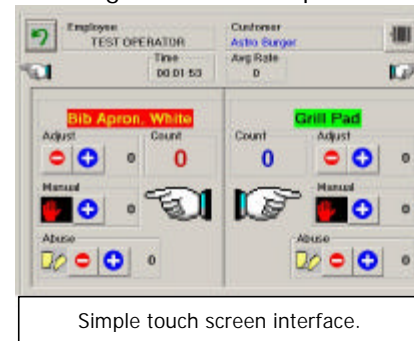 Employee
TEST OPERATOR
Customer
Astro Burger
Time
00:01:53
Avg Rate
0
Bib Apron, White
Grill Pad
Adjust
Count
Count
Adjust
0
0
0
0
Manual
Manual
0
0
Abuse
Abuse
0
0
Simple touch screen interface.